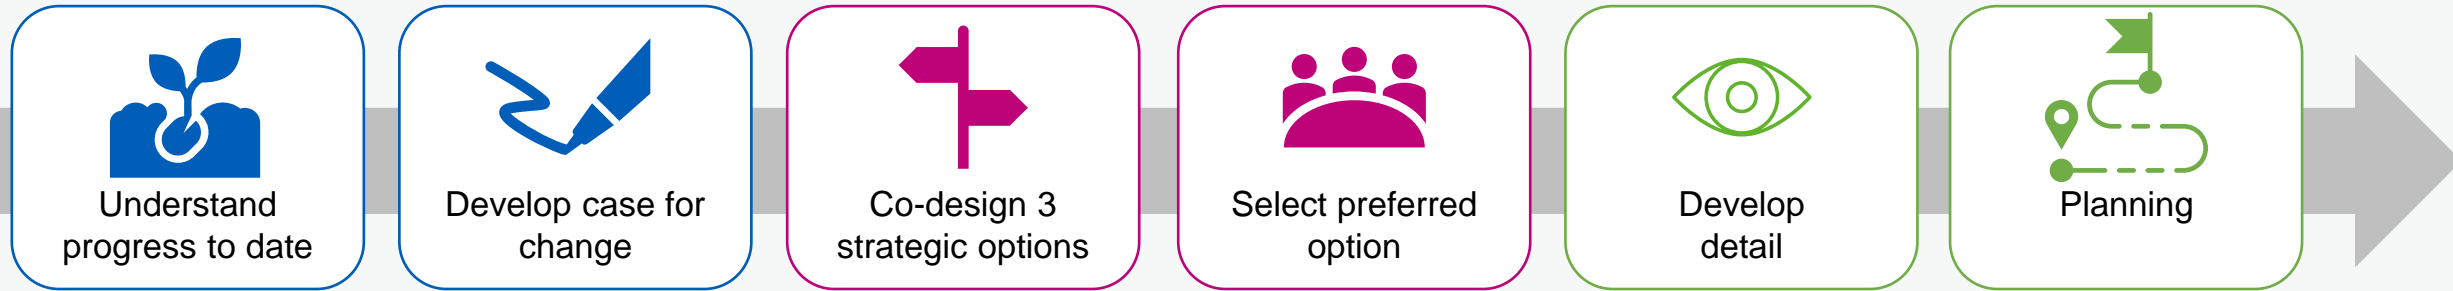 Understand
progress to date
Develop case for
change
Co-design 3
strategic options
Select preferred
option
Develop
detail
Planning